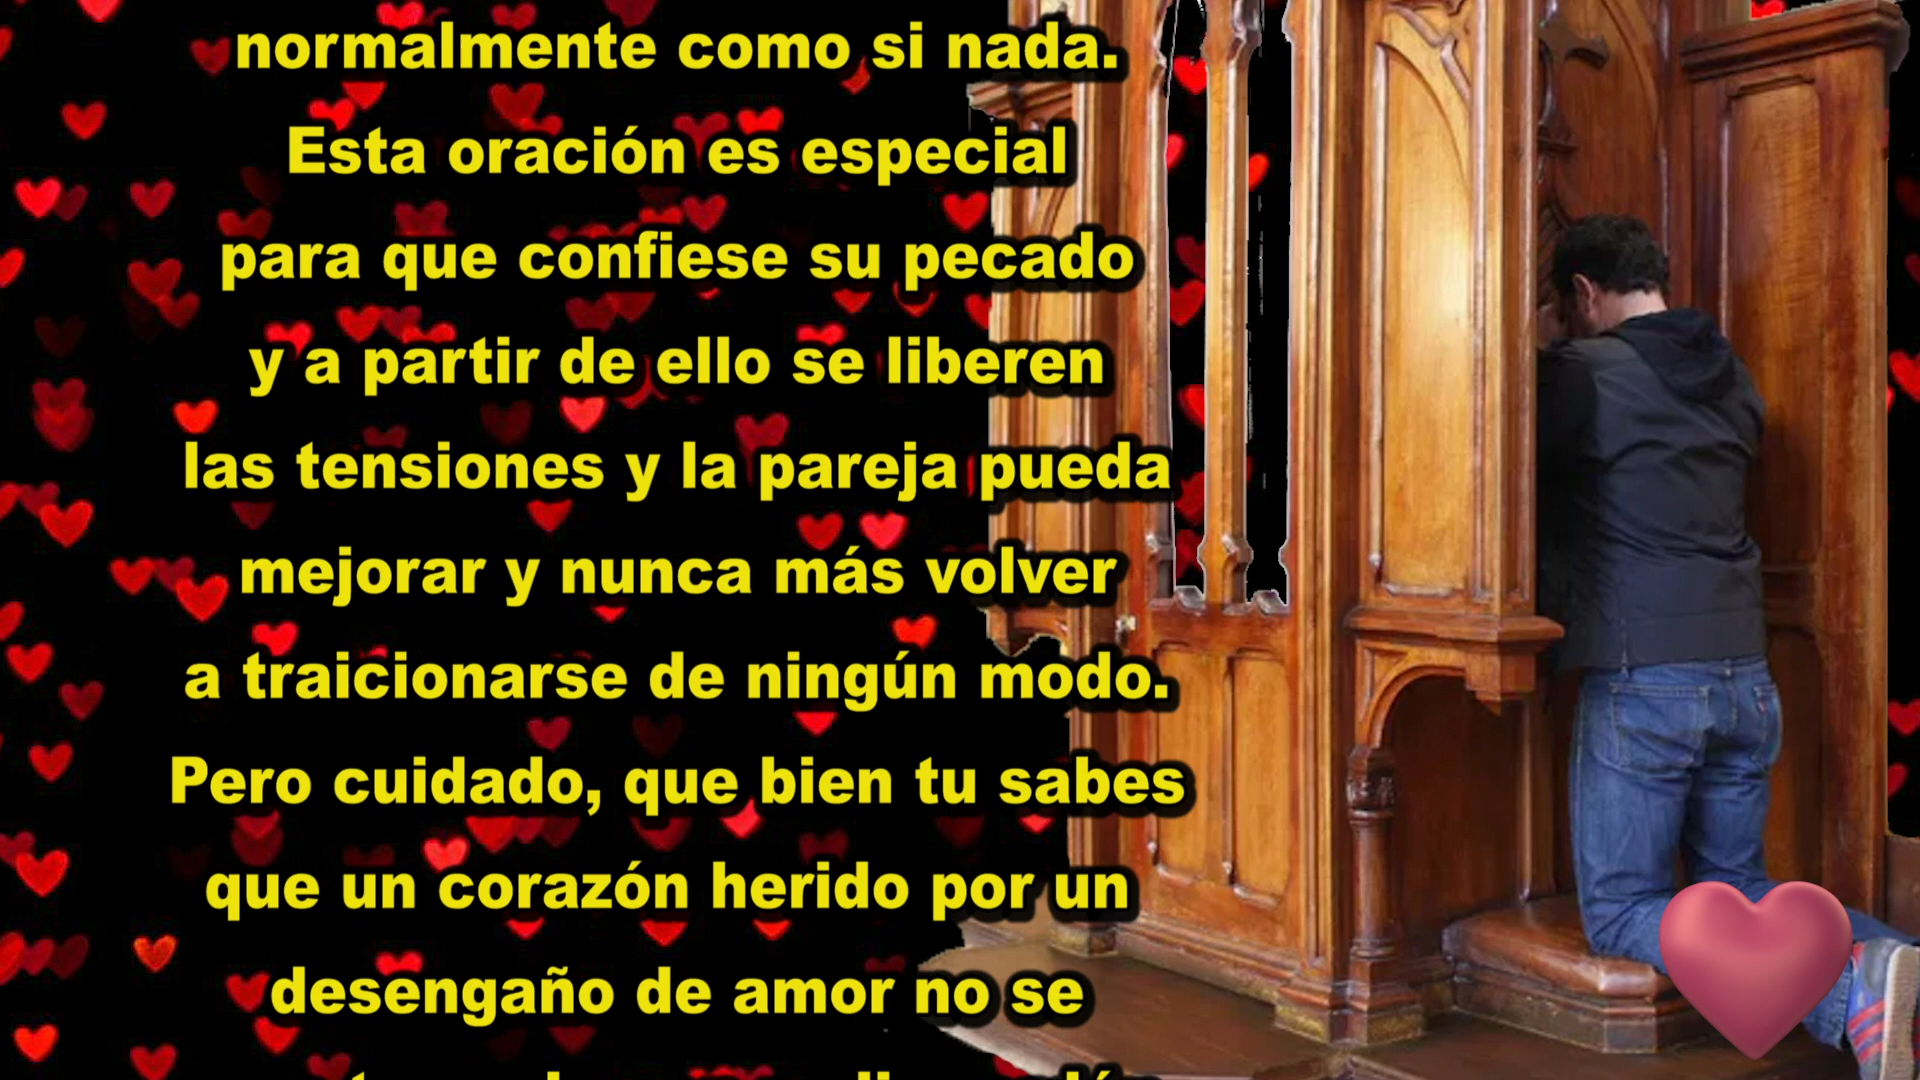 normalmente como si nada.
Esta oración es especial
para que confiese su pecado
y a partir de ello se liberen
las tensiones y la pareja pueda
mejorar y nunca más volver
a traicionarse de ningún modo.
Pero cuidado, que bien tu sabes
que un corazón herido por un
desengaño de amor no se